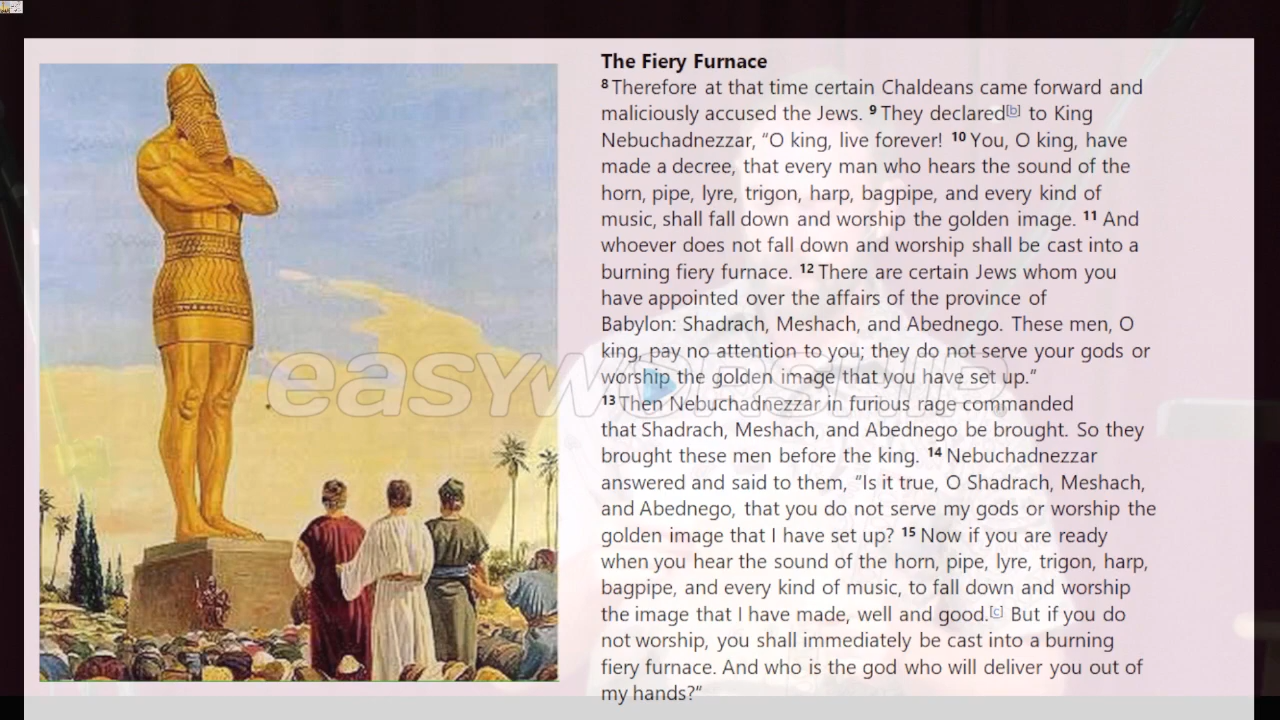 The Fiery Furnace
8 Therefore at that time certain Chaldeans came forward and
maliciously accused the Jews. 9 They declared[b] to King
Nebuchadnezzar, “O king, live forever! 10 You, O king, have
made a decree, that every man who hears the sound of the
horn, pipe, lyre, trigon, harp, bagpipe, and every kind of
music, shall fall down and worship the golden image. 11 And
whoever does not fall down and worship shall be cast into a
burning fiery furnace. 12 There are certain Jews whom you
have appointed over the affairs of the province of
Babylon: Shadrach, Meshach, and Abednego. These men, O
king, pay no attention to you; they do not serve your gods or
worship the golden image that you have set up.”
13 Then Nebuchadnezzar in furious rage commanded
that Shadrach, Meshach, and Abednego be brought. So they
brought these men before the king. 14 Nebuchadnezzar
answered and said to them, “Is it true, O Shadrach, Meshach,
and Abednego, that you do not serve my gods or worship the
golden image that I have set up? 15 Now if you are ready
when you hear the sound of the horn, pipe, lyre, trigon, harp,
bagpipe, and every kind of music, to fall down and worship
the image that I have made, well and good.[c] But if you do
not worship, you shall immediately be cast into a burning
fiery furnace. And who is the god who will deliver you out of
my hands?”
easyworship